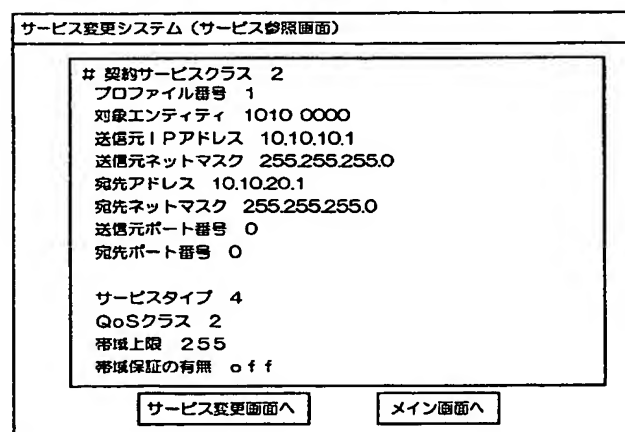 サービス変更システム（サービス参照画面）
# 契約サービスクラス 2
プロファイル番号 1
対象エンティティ 1010 0000
送信元IPアドレス 10.10.10.1
送信元ネットマスク 255.255.255.0
宛先アドレス 10.10.20.1
宛先ネットマスク 255.255.255.0
送信元ポート番号 0
宛先ポート番号 0
サービスタイプ 4
QoSクラス 2
帯域上限 255
帯域保証の有無 off
サービス変更画面へ メイン画面へ